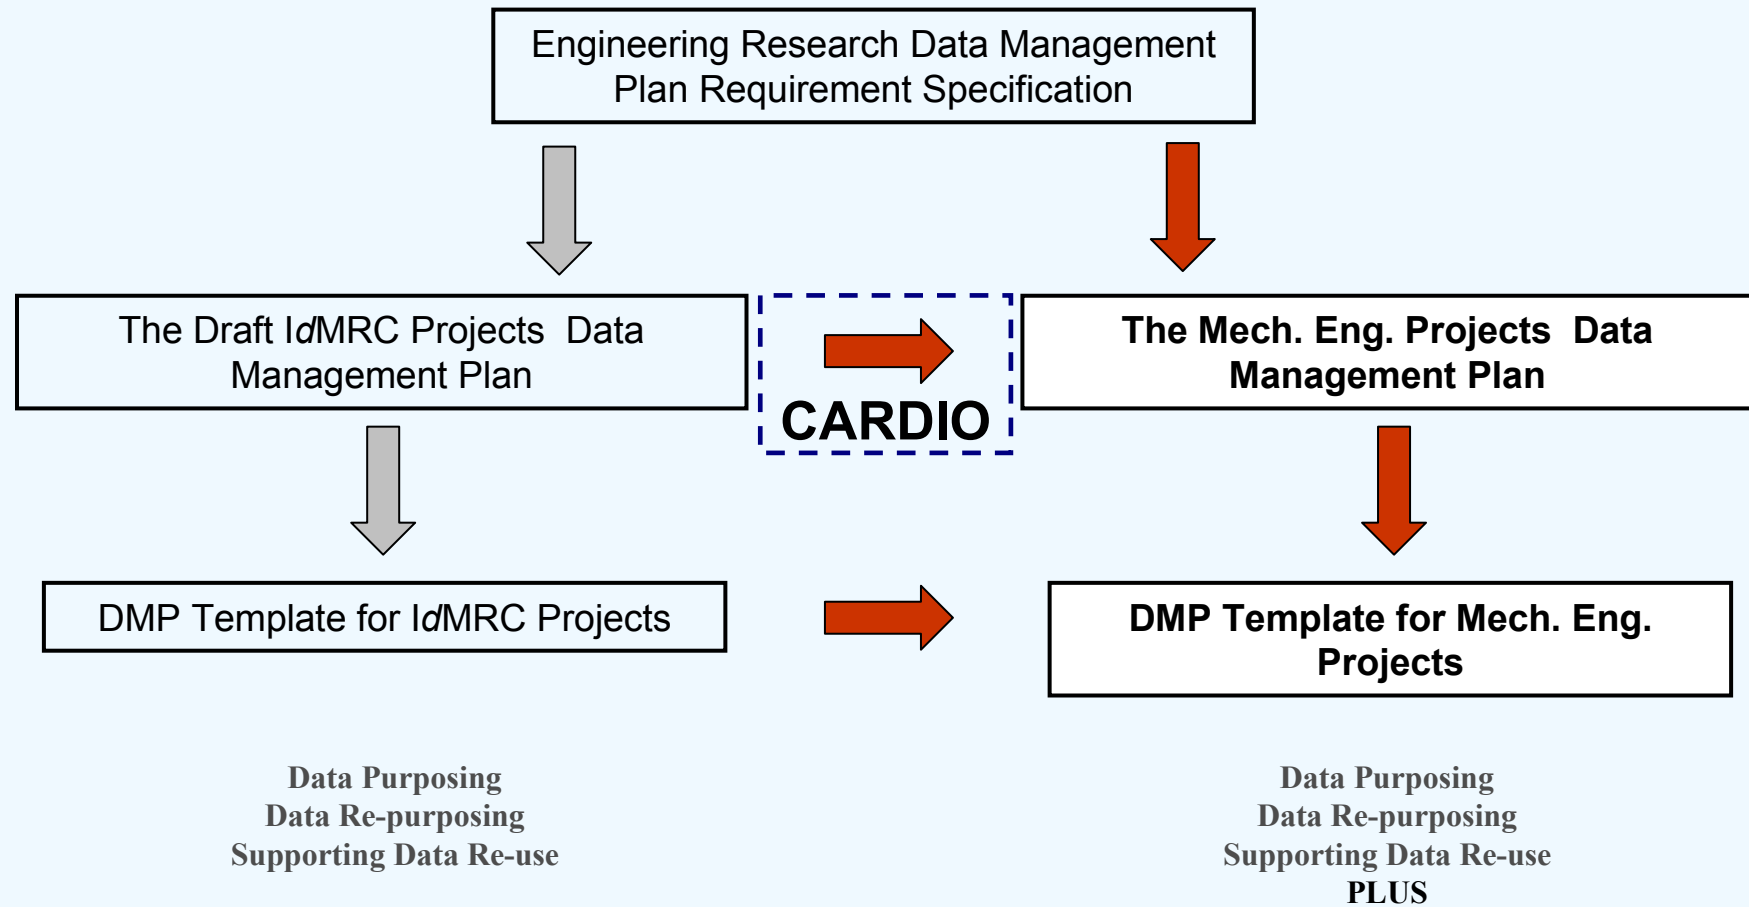 Engineering Research Data Management
Plan Requirement Specification
The Draft IdMRC Projects  Data
Management Plan
CARDIO
The Mech. Eng. Projects  Data
Management Plan
DMP Template for IdMRC Projects
DMP Template for Mech. Eng.
Projects
Data Purposing
Data Re-purposing
Supporting Data Re-use
Data Purposing
Data Re-purposing
Supporting Data Re-use
PLUS